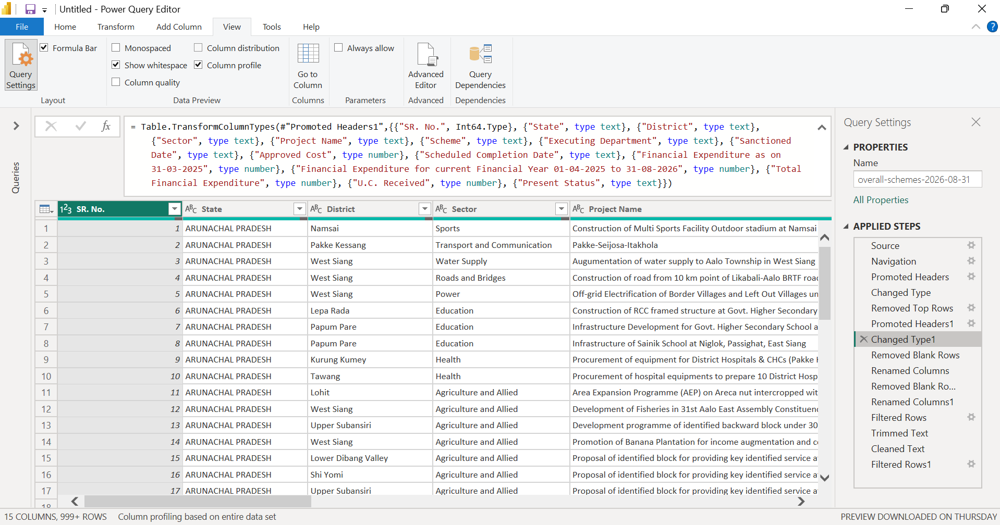 Untitled - Power Query Editor
File Home Transform Add Column View Tools Help
Query Settings
Formula Bar
Layout
Monospaced
Show whitespace
Column quality
Column distribution
Column profile
Data Preview
Go to Column
Columns
Always allow
Parameters
Advanced Editor
Advanced
Query Dependencies
Dependencies
Queries
fx
= Table.TransformColumnTypes(#"Promoted Headers1",{{"SR. No.", Int64.Type}, {"State", type text}, {"District", type text},
{"Sector", type text}, {"Project Name", type text}, {"Scheme", type text}, {"Executing Department", type text}, {"Sanctioned
Date", type text}, {"Approved Cost", type number}, {"Scheduled Completion Date", type text}, {"Financial Expenditure as on
31-03-2025", type number}, {"Financial Expenditure for current Financial Year 01-04-2025 to 31-08-2026", type number}, {"Total
Financial Expenditure", type number}, {"U.C. Received", type number}, {"Present Status", type text}})
123 SR. No. ABC State ABC District ABC Sector ABC Project Name
1 1 ARUNACHAL PRADESH Namsai Sports Construction of Multi Sports Facility Outdoor stadium at Namsai
2 2 ARUNACHAL PRADESH Pakke Kessang Transport and Communication Pakke-Seijosa-Itakhola
3 3 ARUNACHAL PRADESH West Siang Water Supply Augumentation of water supply to Aalo Township in West Siang
4 4 ARUNACHAL PRADESH West Siang Roads and Bridges Construction of road from 10 km point of Likabali-Aalo BRTF road
5 5 ARUNACHAL PRADESH West Siang Power Off-grid Electrification of Border Villages and Left Out Villages un
6 6 ARUNACHAL PRADESH Lepa Rada Education Construction of RCC framed structure at Govt. Higher Secondary
7 7 ARUNACHAL PRADESH Papum Pare Education Infrastructure Development for Govt. Higher Secondary School a
8 8 ARUNACHAL PRADESH Papum Pare Education Infrastructure of Sainik School at Niglok, Passighat, East Siang
9 9 ARUNACHAL PRADESH Kurung Kumey Health Procurement of equipment for District Hospitals & CHCs (Pakke
10 10 ARUNACHAL PRADESH Tawang Health Procurement of hospital equipments to prepare 10 District Hosp
11 11 ARUNACHAL PRADESH Lohit Agriculture and Allied Area Expansion Programme (AEP) on Areca nut intercropped wit
12 12 ARUNACHAL PRADESH West Siang Agriculture and Allied Development of Fisheries in 31st Aalo East Assembly Constituen
13 13 ARUNACHAL PRADESH Upper Subansiri Agriculture and Allied Development programme of identified backward block under 30
14 14 ARUNACHAL PRADESH West Siang Agriculture and Allied Promotion of Banana Plantation for income augmentation and c
15 15 ARUNACHAL PRADESH Lower Dibang Valley Agriculture and Allied Proposal of identified block for providing key identified service a
16 16 ARUNACHAL PRADESH Shi Yomi Agriculture and Allied Proposal of identified block for providing key identified service a
17 17 ARUNACHAL PRADESH Upper Subansiri Agriculture and Allied Proposal of identified block for providing key identified service a
18
Query Settings
PROPERTIES
Name
overall-schemes-2026-08-31
All Properties
APPLIED STEPS
Source
Navigation
Promoted Headers
Changed Type
Removed Top Rows
Promoted Headers1
Changed Type1
Removed Blank Rows
Renamed Columns
Removed Blank Ro...
Renamed Columns1
Filtered Rows
Trimmed Text
Cleaned Text
Filtered Rows1
15 COLUMNS, 999+ ROWS Column profiling based on entire data set
PREVIEW DOWNLOADED ON THURSDAY